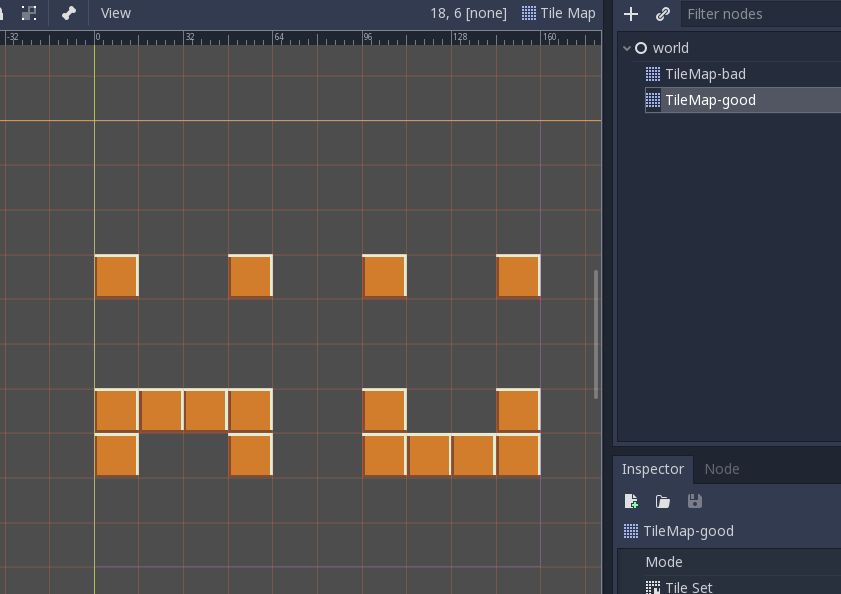 View
18, 6 [none]
Tile Map
Filter nodes
-32
0
32
64
96
128
160
world
TileMap-bad
TileMap-good
Inspector
Node
TileMap-good
Mode
Tile Set